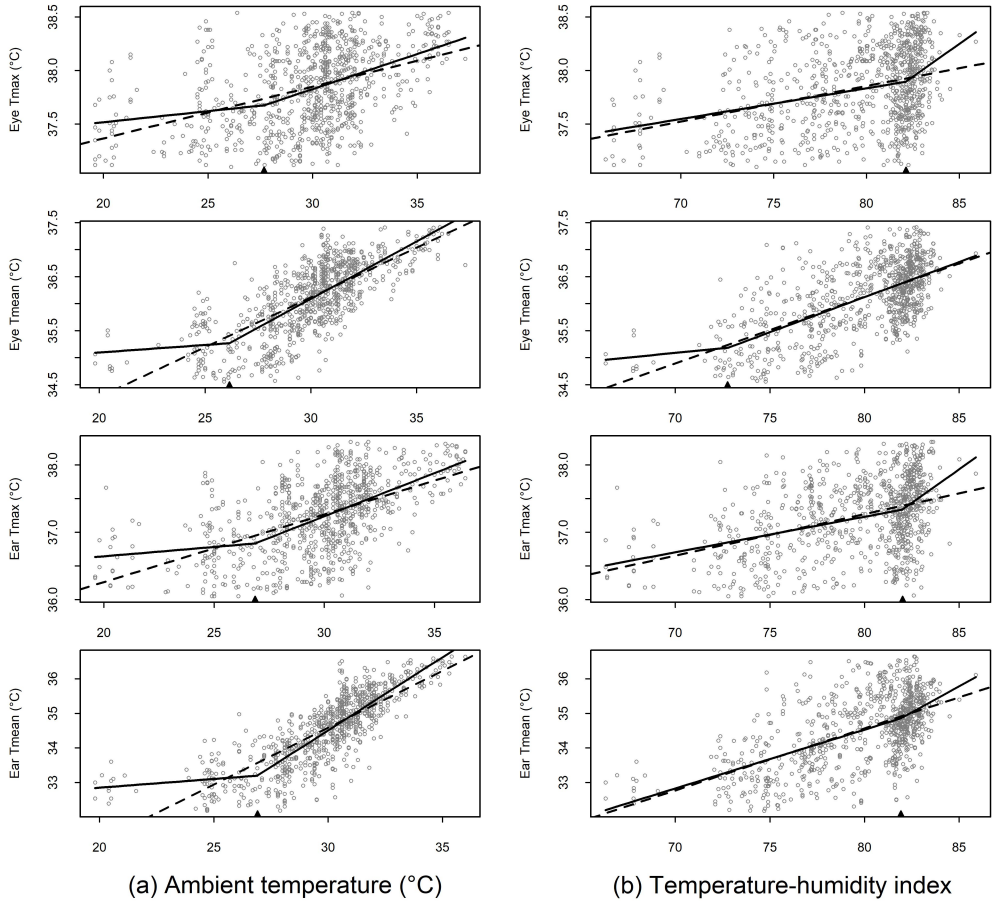 Eye Tmax (°C)
38.5
38.0
37.5
20 25 30 35
70 75 80 85
Eye Tmean (°C)
37.5
36.5
35.5
34.5
20 25 30 35
Eye Tmean (°C)
37.5
36.5
35.5
34.5
70 75 80 85
Ear Tmax (°C)
38.0
37.0
36.0
20 25 30 35
Ear Tmax (°C)
38.0
37.0
36.0
70 75 80 85
Ear Tmean (°C)
36
35
34
33
20 25 30 35
Ear Tmean (°C)
36
35
34
33
70 75 80 85
Eye Tmax (°C)
38.5
38.0
37.5
(a) Ambient temperature (°C)
(b) Temperature-humidity index